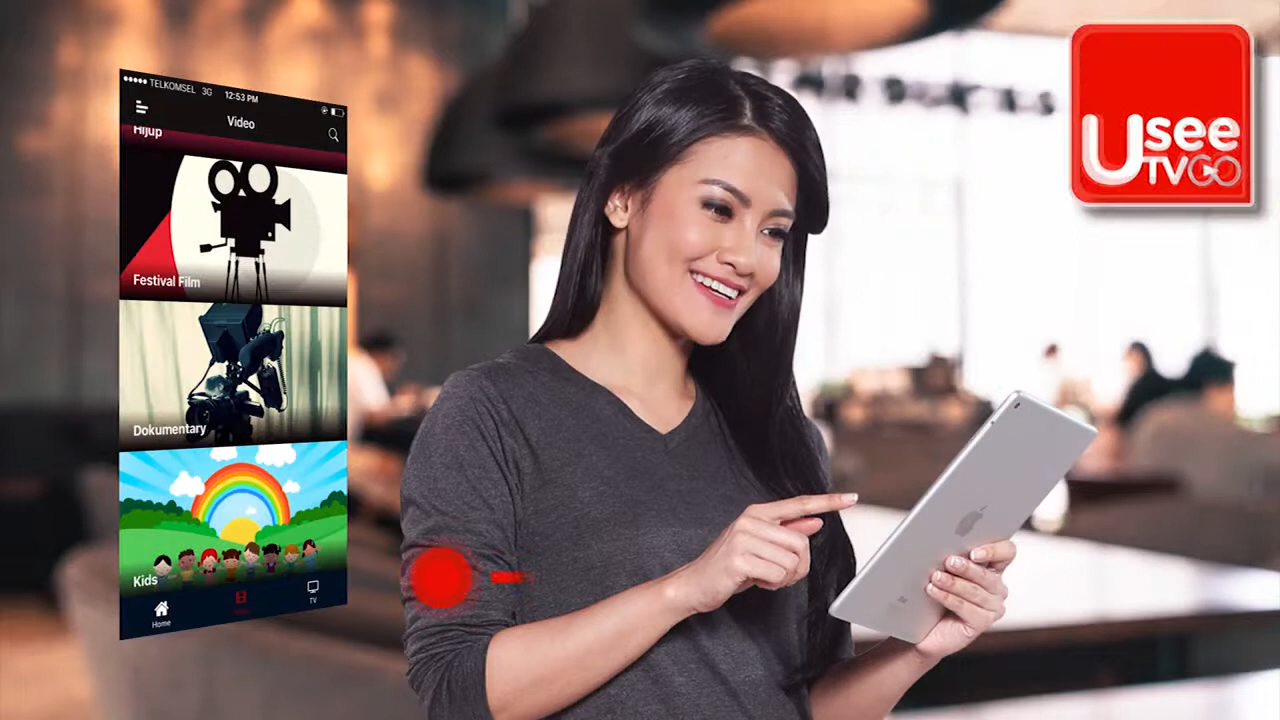 TELKOMSEL 3G 12:53 PM
Video
Hijup
Festival Film
Dokumentary
Kids
Home
TV
Usee
TVGO